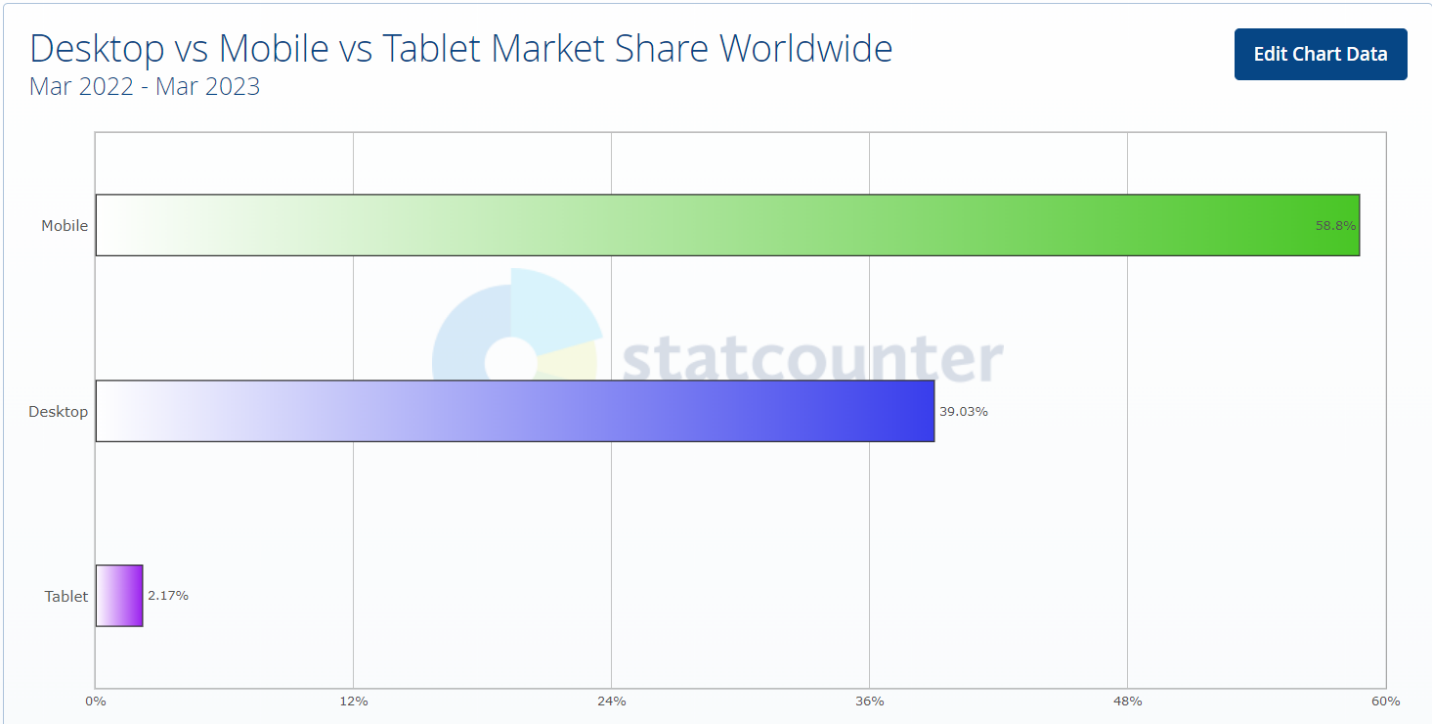 Desktop vs Mobile vs Tablet Market Share Worldwide
Mar 2022 - Mar 2023
Edit Chart Data
Mobile
58.8%
statcounter
Desktop
39.03%
Tablet
2.17%
0% 12% 24% 36% 48% 60%